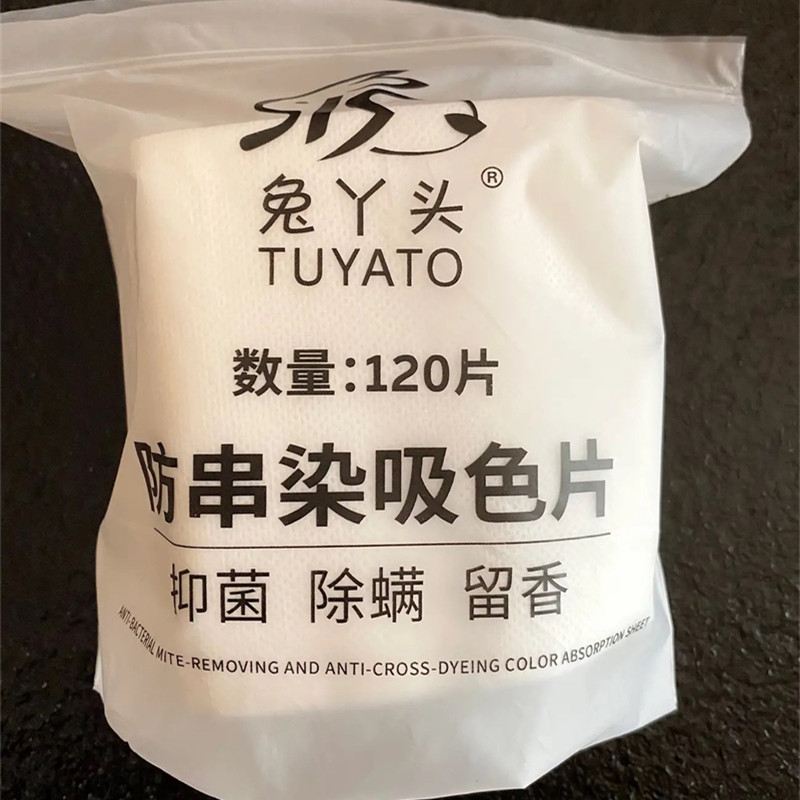 兔丫头®
TUYATO
数量:120片
防串染吸色片
抑菌 除螨 留香
ANTI-BACTERIAL MITE-REMOVING AND ANTI-CROSS-DYEING COLOR ABSORPTION SHEET